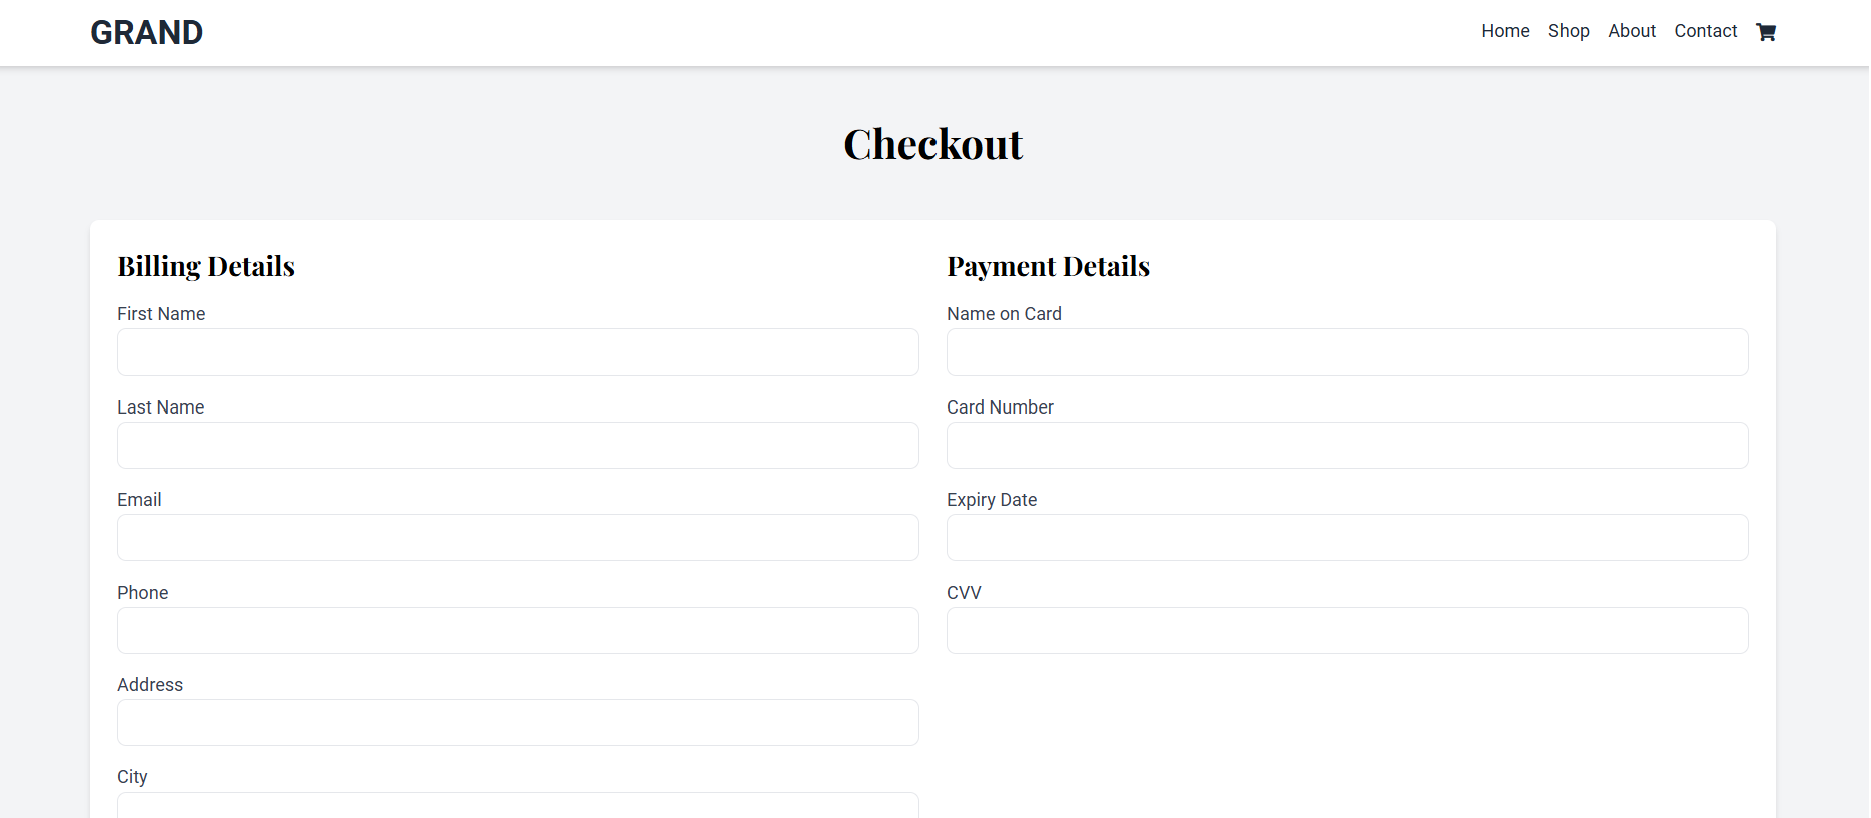 GRAND
Home Shop About Contact
Checkout
Billing Details
First Name
Last Name
Email
Phone
Address
City
Payment Details
Name on Card
Card Number
Expiry Date
CVV